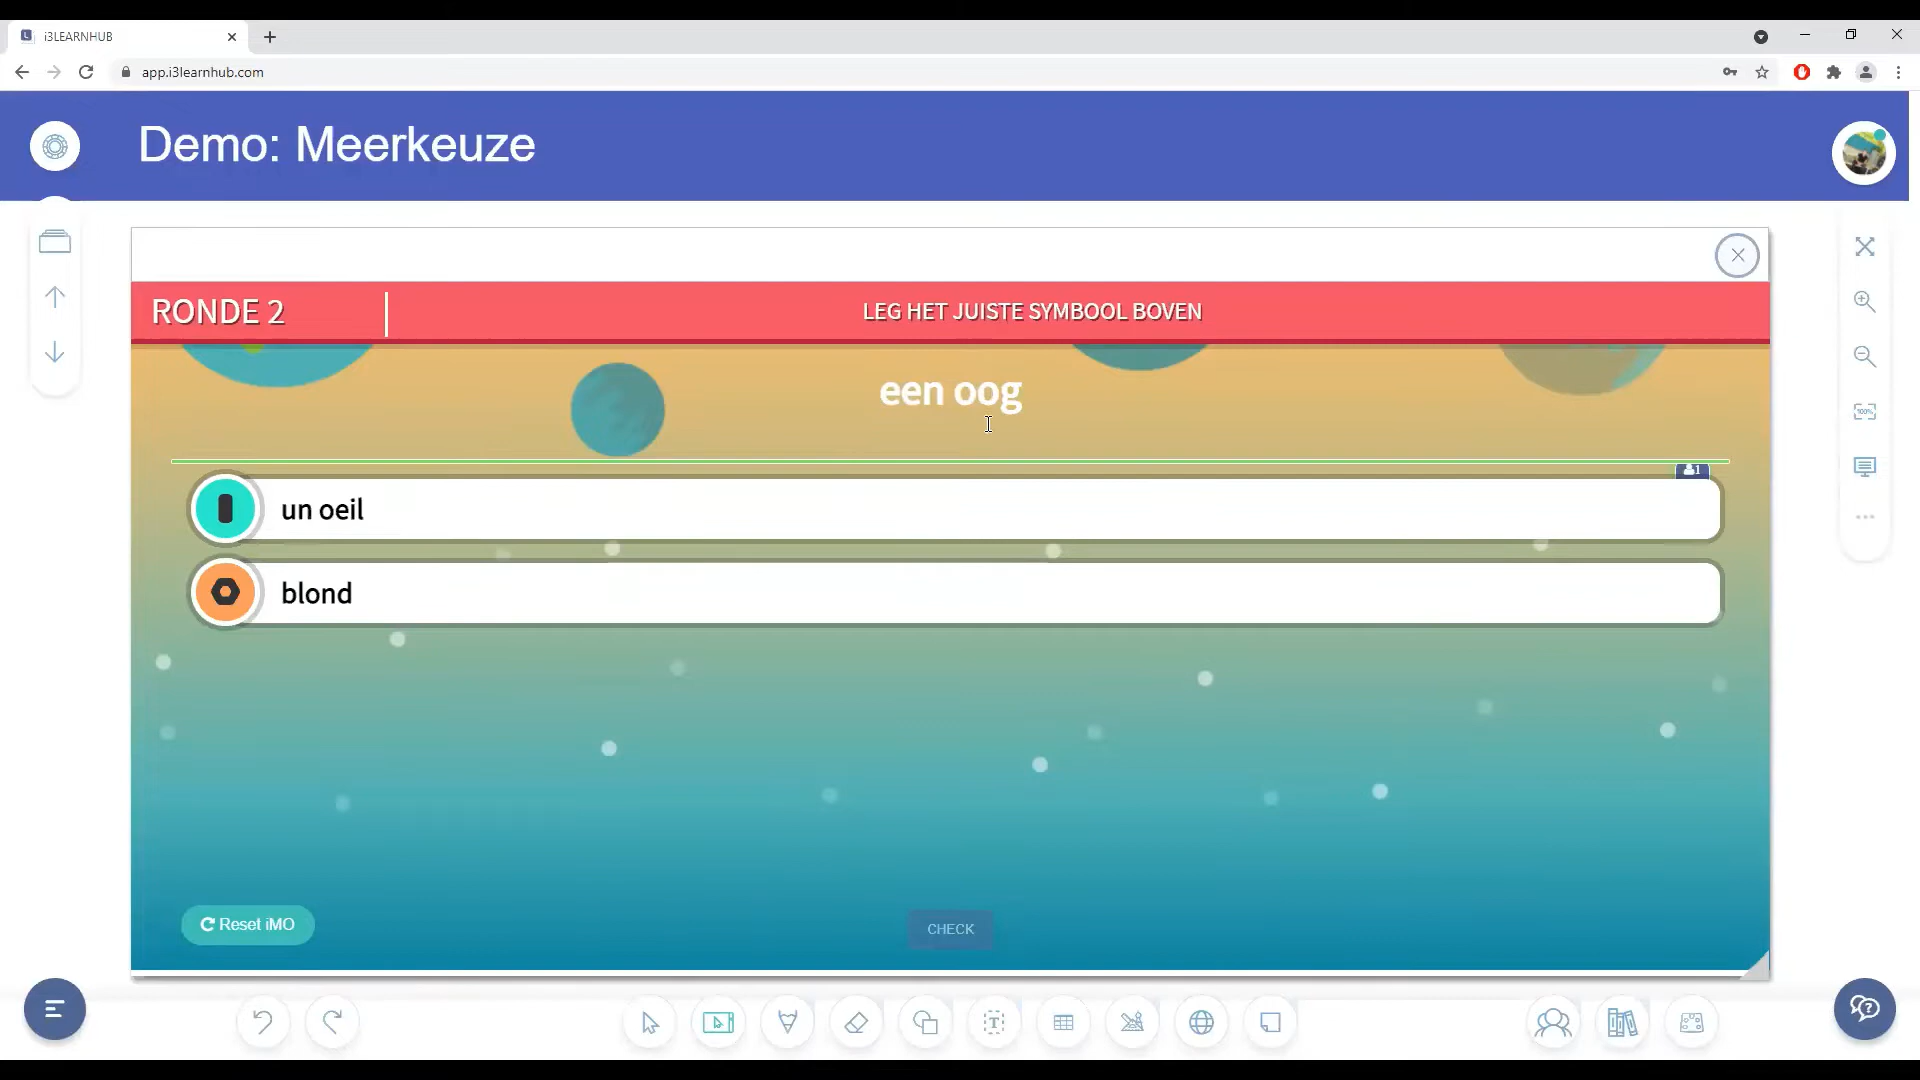 i3LEARNHUB
app.i3learnhub.com
Demo: Meerkeuze
RONDE 2
LEG HET JUISTE SYMBOOL BOVEN
een oog
1
un oeil
blond
100%
Reset iMO
CHECK
T